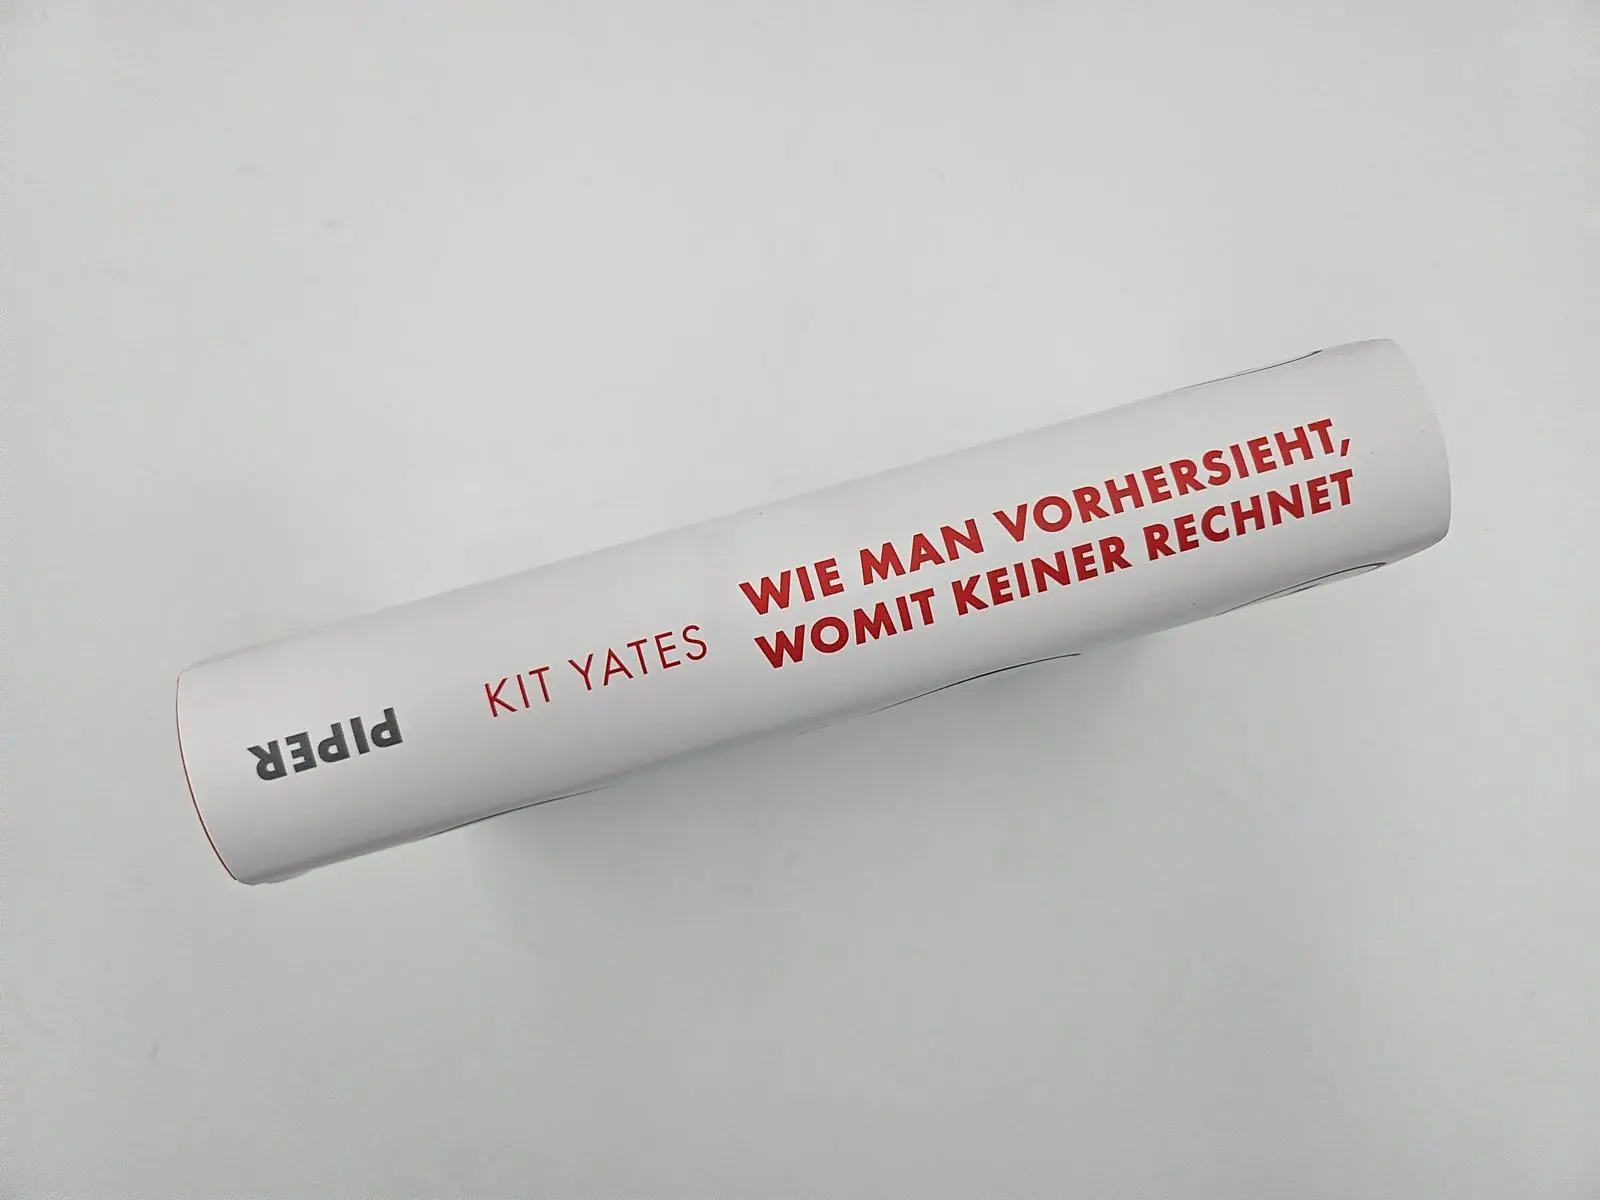 WIE MAN VORHERSIEHT,
WOMIT KEINER RECHNET
KIT YATES
PIPER